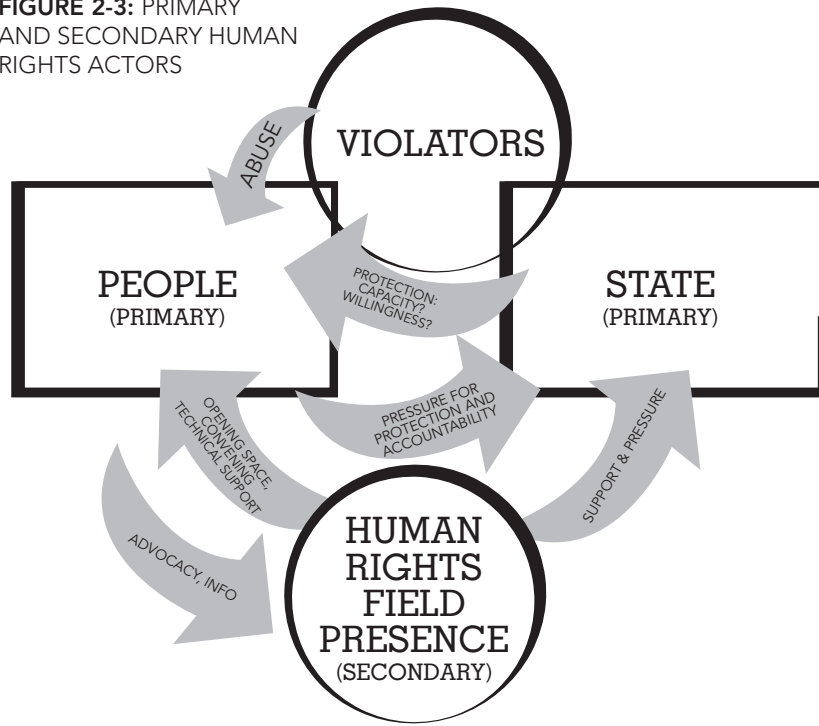 FIGURE 2-3: PRIMARY
AND SECONDARY HUMAN
RIGHTS ACTORS
VIOLATORS
ABUSE
PEOPLE
(PRIMARY)
PROTECTION:
CAPACITY?
WILLINGNESS?
STATE
(PRIMARY)
PRESSURE FOR
PROTECTION AND
ACCOUNTABILITY
OPENING SPACE,
CONVENING
TECHNICAL SUPPORT
SUPPORT & PRESSURE
ADVOCACY, INFO
HUMAN
RIGHTS
FIELD
PRESENCE
(SECONDARY)